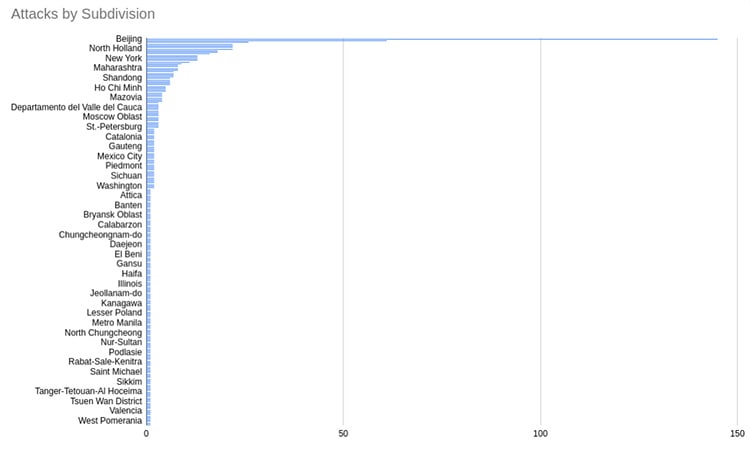 Attacks by Subdivision
Beijing
North Holland
New York
Maharashtra
Shandong
Ho Chi Minh
Mazovia
Departamento del Valle del Cauca
Moscow Oblast
St.-Petersburg
Catalonia
Gauteng
Mexico City
Piedmont
Sichuan
Washington
Attica
Banten
Bryansk Oblast
Calabarzon
Chungcheongnam-do
Daejeon
El Beni
Gansu
Haifa
Illinois
Jeollanam-do
Kanagawa
Lesser Poland
Metro Manila
North Chungcheong
Nur-Sultan
Podlasie
Rabat-Sale-Kenitra
Saint Michael
Sikkim
Tanger-Tetouan-Al Hoceima
Tsuen Wan District
Valencia
West Pomerania
0 50 100 150